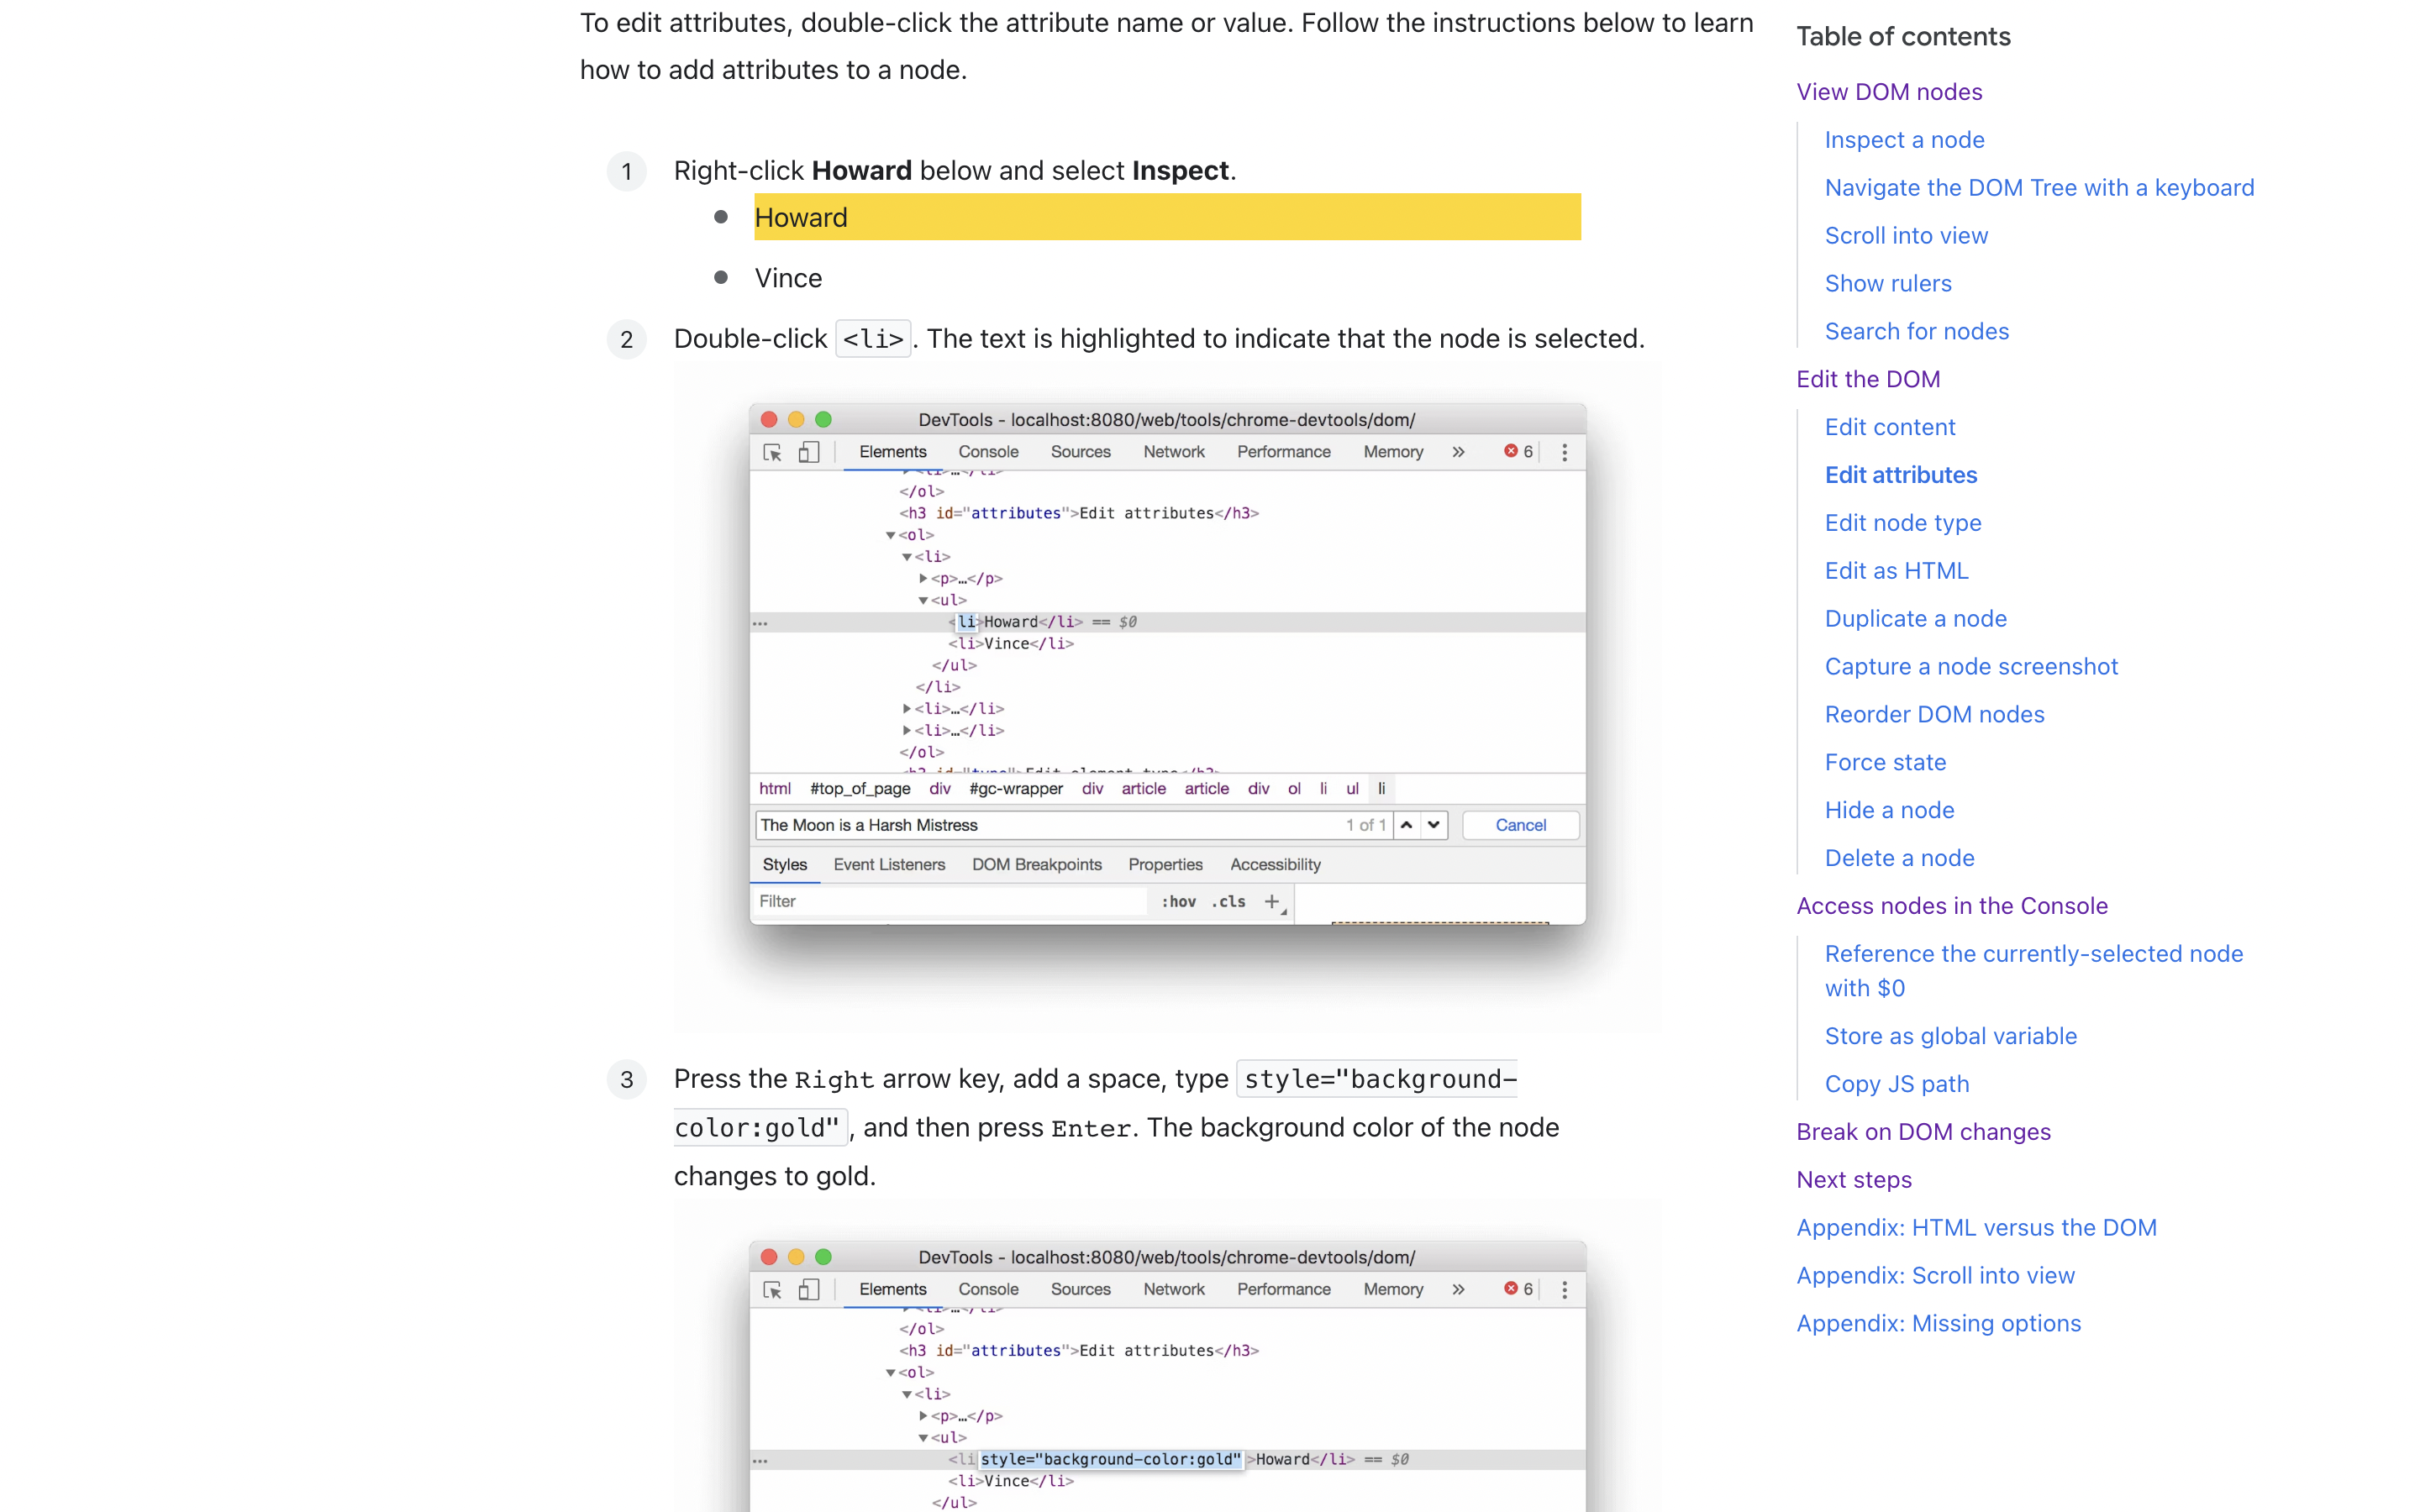 To edit attributes, double-click the attribute name or value. Follow the instructions below to learn
how to add attributes to a node.
1 Right-click Howard below and select Inspect.
Howard
Vince
2 Double-click <li>. The text is highlighted to indicate that the node is selected.
DevTools - localhost:8080/web/tools/chrome-devtools/dom/
Elements Console Sources Network Performance Memory » 6
</ol>
<h3 id="attributes">Edit attributes</h3>
▼<ol>
▼<li>
▶<p>…</p>
▼<ul>
… <li>Howard</li> == $0
<li>Vince</li>
</ul>
</li>
▶<li>…</li>
▶<li>…</li>
</ol>
html #top_of_page div #gc-wrapper div article article div ol li ul li
The Moon is a Harsh Mistress 1 of 1 Cancel
Styles Event Listeners DOM Breakpoints Properties Accessibility
Filter :hov .cls +
3 Press the Right arrow key, add a space, type style="background-
color:gold", and then press Enter. The background color of the node
changes to gold.
DevTools - localhost:8080/web/tools/chrome-devtools/dom/
Elements Console Sources Network Performance Memory » 6
</ol>
<h3 id="attributes">Edit attributes</h3>
▼<ol>
▼<li>
▶<p>…</p>
▼<ul>
… <li style="background-color:gold" >Howard</li> == $0
<li>Vince</li>
</ul>
Table of contents
View DOM nodes
Inspect a node
Navigate the DOM Tree with a keyboard
Scroll into view
Show rulers
Search for nodes
Edit the DOM
Edit content
Edit attributes
Edit node type
Edit as HTML
Duplicate a node
Capture a node screenshot
Reorder DOM nodes
Force state
Hide a node
Delete a node
Access nodes in the Console
Reference the currently-selected node
with $0
Store as global variable
Copy JS path
Break on DOM changes
Next steps
Appendix: HTML versus the DOM
Appendix: Scroll into view
Appendix: Missing options